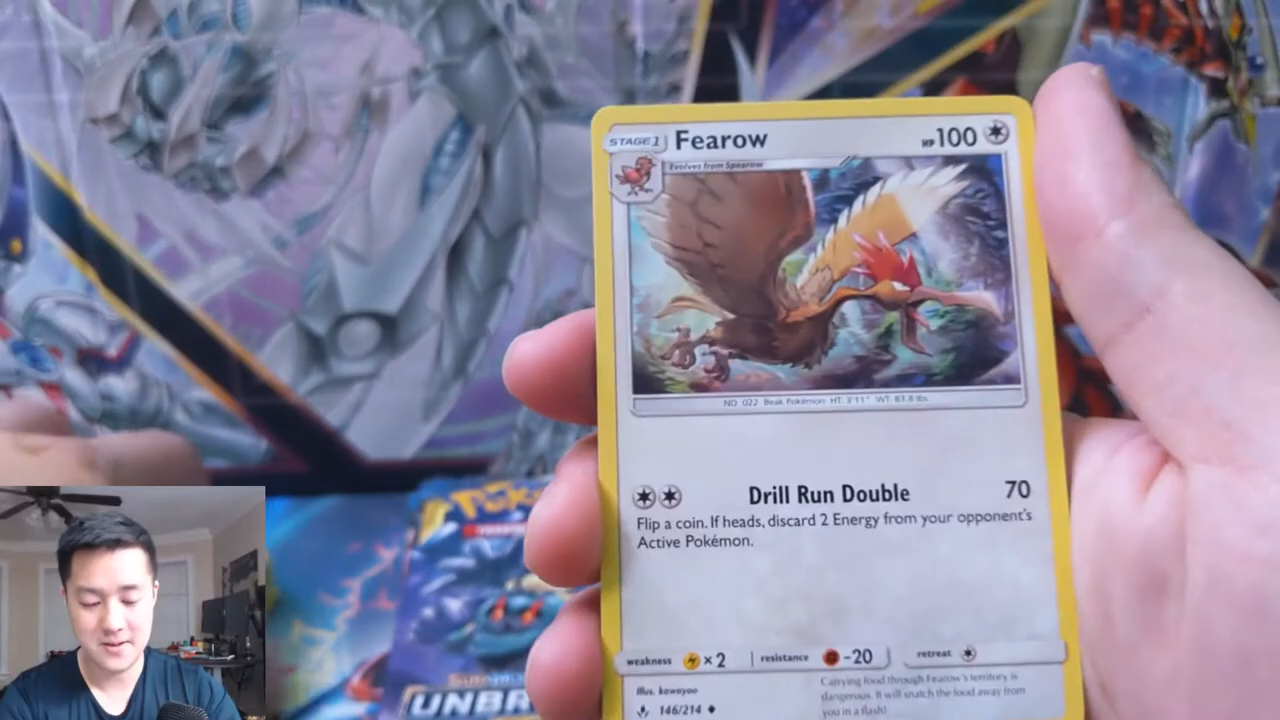 STAGE 1
Fearow
HP 100
Evolves from Spearow
NO. 022 Beak Pokémon HT: 3'11" WT: 83.8 lbs.
Drill Run Double 70
Flip a coin. If heads, discard 2 Energy from your opponent's
Active Pokémon.
weakness ×2 resistance -20 retreat
Illus. kawayoo
146/214
Carrying food through Fearow's territory is
dangerous. It will snatch the food away from
you in a flash!
POKé
UNBR